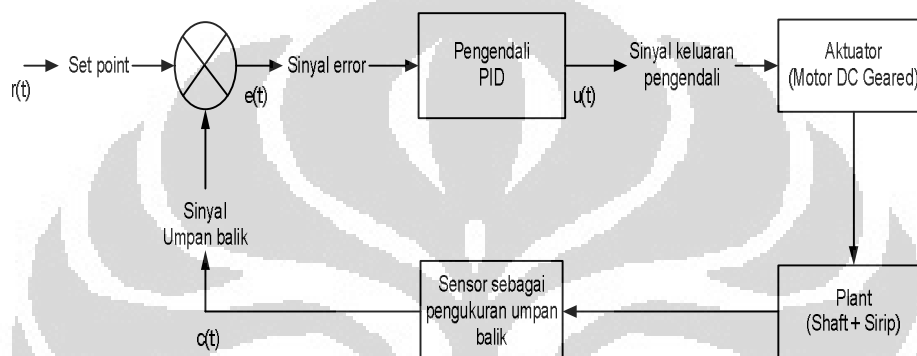 r(t)
Set point
e(t)
Sinyal error
Pengendali
PID
u(t)
Sinyal keluaran
pengendali
Aktuator
(Motor DC Geared)
Sinyal
Umpan balik
c(t)
Sensor sebagai
pengukuran umpan
balik
Plant
(Shaft + Sirip)